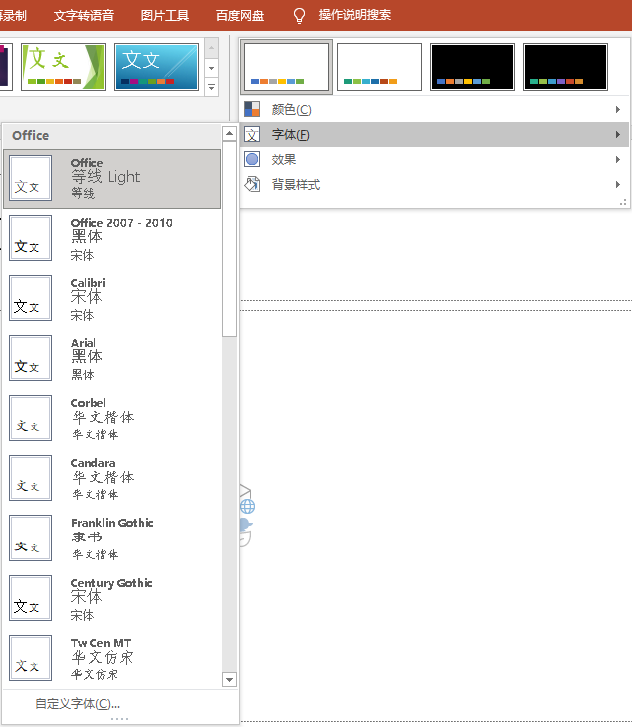 录制 文字转语音 图片工具 百度网盘 操作说明搜索
文文 文文
颜色(C)
字体(F)
效果
背景样式
Office
文文
Office
等线 Light
等线
文文
Office 2007 - 2010
黑体
宋体
文文
Calibri
宋体
宋体
文文
Arial
黑体
黑体
文文
Corbel
华文楷体
华文楷体
文文
Candara
华文楷体
华文楷体
文文
Franklin Gothic
隶书
华文楷体
文文
Century Gothic
宋体
宋体
文文
Tw Cen MT
华文仿宋
华文仿宋
自定义字体(C)...